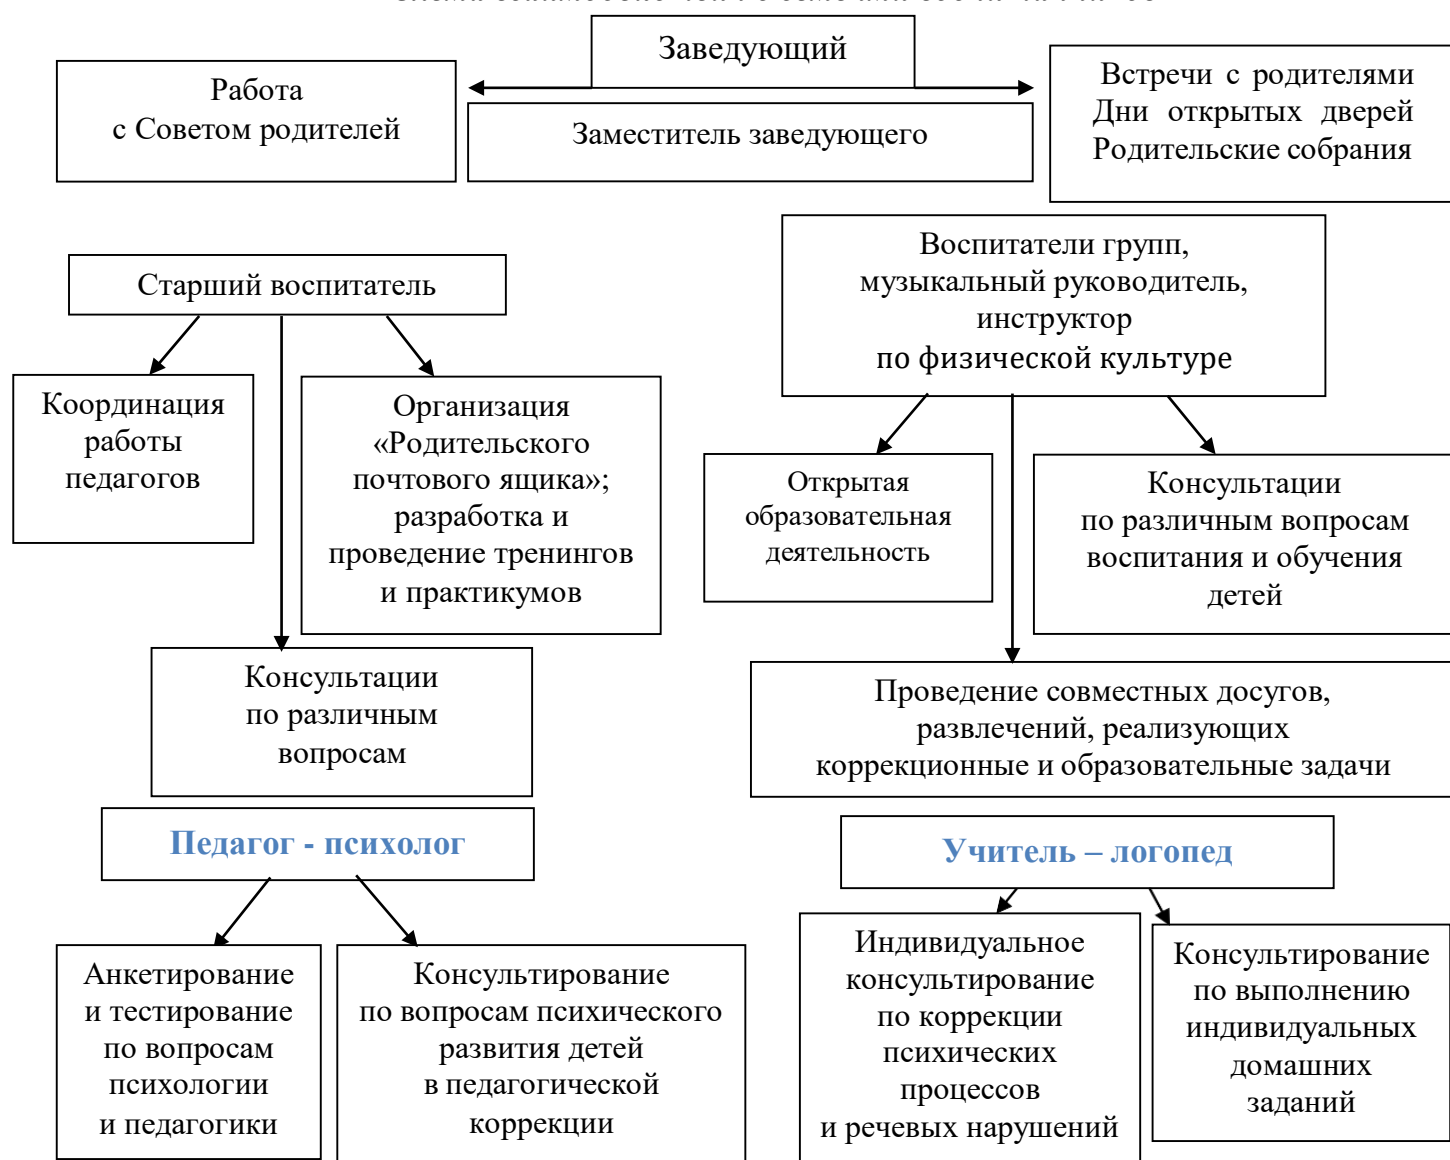 Заведующий
Работа
с Советом родителей
Заместитель заведующего
Встречи с родителями
Дни открытых дверей
Родительские собрания
Старший воспитатель
Воспитатели групп,
музыкальный руководитель,
инструктор
по физической культуре
Координация
работы
педагогов
Организация
«Родительского
почтового ящика»;
разработка и
проведение тренингов
и практикумов
Открытая
образовательная
деятельность
Консультации
по различным вопросам
воспитания и обучения
детей
Консультации
по различным
вопросам
Проведение совместных досугов,
развлечений, реализующих
коррекционные и образовательные задачи
Педагог - психолог
Учитель – логопед
Анкетирование
и тестирование
по вопросам
психологии
и педагогики
Консультирование
по вопросам психического
развития детей
в педагогической
коррекции
Индивидуальное
консультирование
по коррекции
психических
процессов
и речевых нарушений
Консультирование
по выполнению
индивидуальных
домашних
заданий